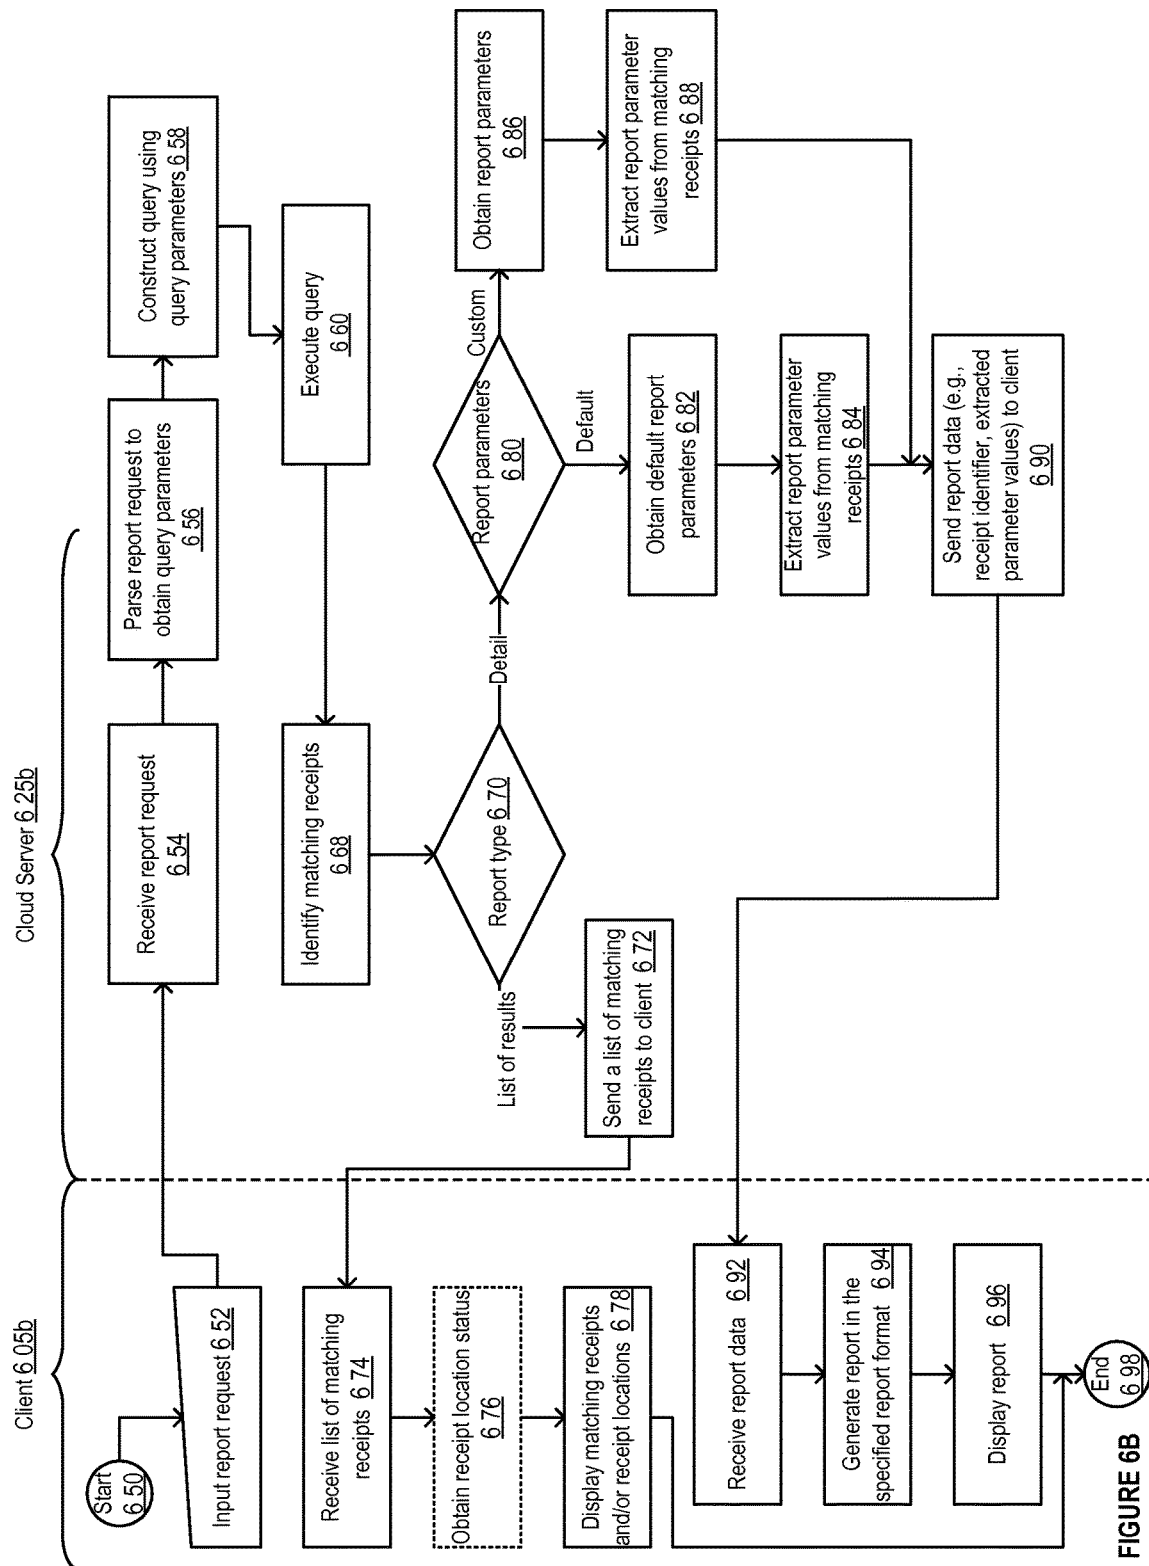 Client 6 05b
Cloud Server 6 25b
Start
6 50
Input report request 6 52
Receive report request
6 54
Parse report request to
obtain query parameters
6 56
Construct query using
query parameters 6 58
Execute query
6 60
Identify matching receipts
6 68
Report type 6 70
List of results
Detail
Send a list of matching
receipts to client 6 72
Receive list of matching
receipts 6 74
Obtain receipt location status
6 76
Display matching receipts
and/or receipt locations 6 78
Report parameters
6 80
Custom
Default
Obtain default report
parameters 6 82
Extract report parameter
values from matching
receipts 6 84
Obtain report parameters
6 86
Extract report parameter
values from matching
receipts 6 88
Send report data (e.g.,
receipt identifier, extracted
parameter values) to client
6 90
Receive report data
6 92
Generate report in the
specified report format 6 94
Display report 6 96
End
6 98
FIGURE 6B